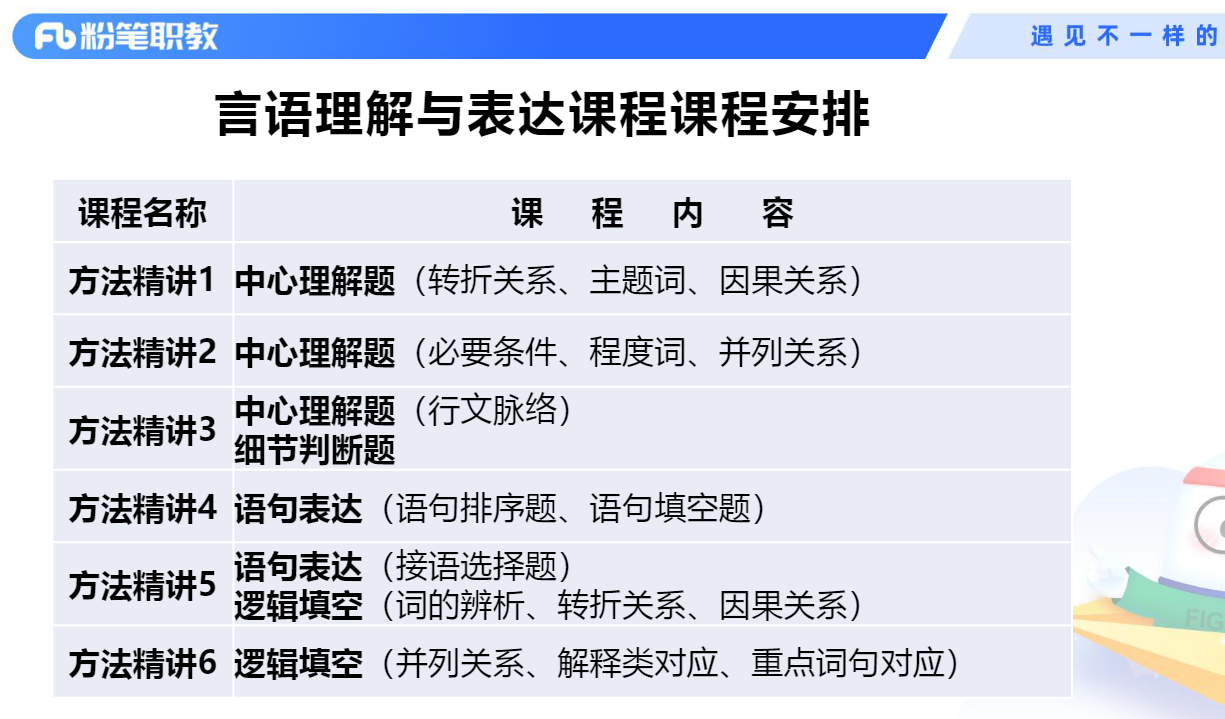 粉笔职教
遇见不一样的
言语理解与表达课程课程安排
课程名称 课程内容
方法精讲1 中心理解题（转折关系、主题词、因果关系）
方法精讲2 中心理解题（必要条件、程度词、并列关系）
方法精讲3 中心理解题（行文脉络）
细节判断题
方法精讲4 语句表达（语句排序题、语句填空题）
方法精讲5 语句表达（接语选择题）
逻辑填空（词的辨析、转折关系、因果关系）
方法精讲6 逻辑填空（并列关系、解释类对应、重点词句对应）
FIG